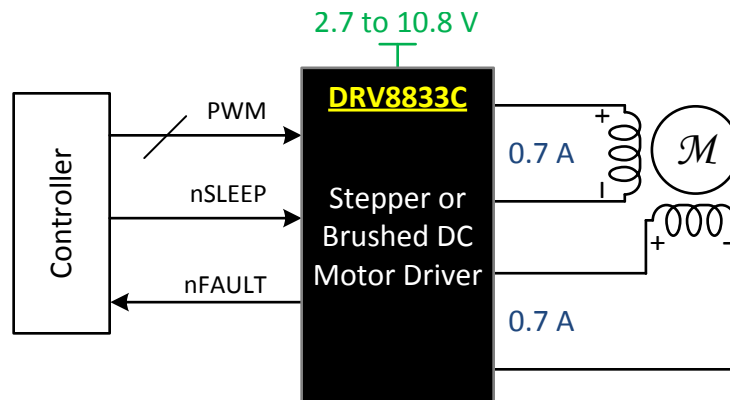 2.7 to 10.8 V
DRV8833C
Controller
PWM
nSLEEP
nFAULT
Stepper or
Brushed DC
Motor Driver
0.7 A
0.7 A
+
–
M
+
-